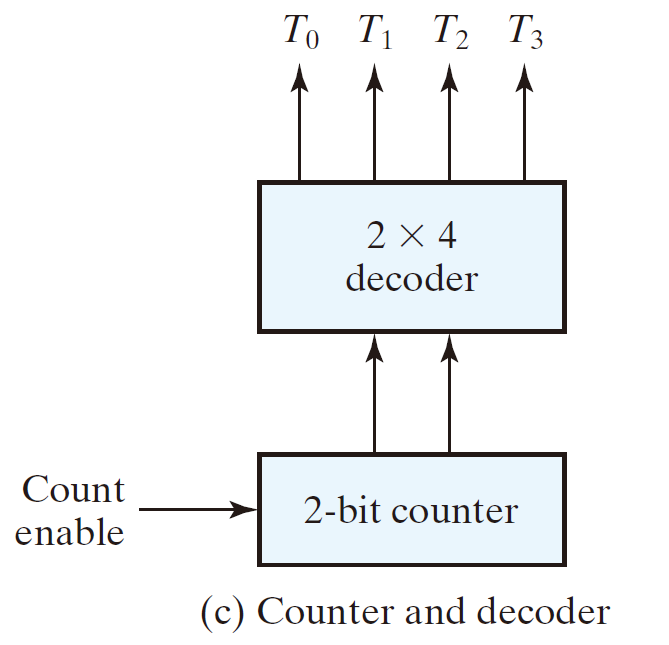 T₀ T₁ T₂ T₃
2 × 4
decoder
Count
enable
2-bit counter
(c) Counter and decoder